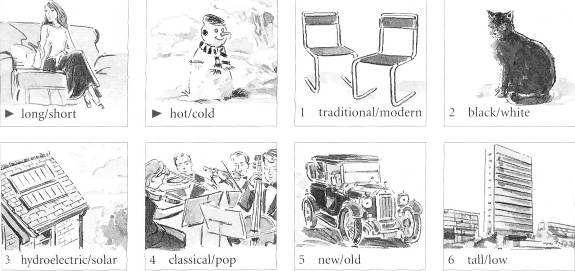 ► long/short
► hot/cold
1 traditional/modern
2 black/white
3 hydroelectric/solar
4 classical/pop
5 new/old
6 tall/low